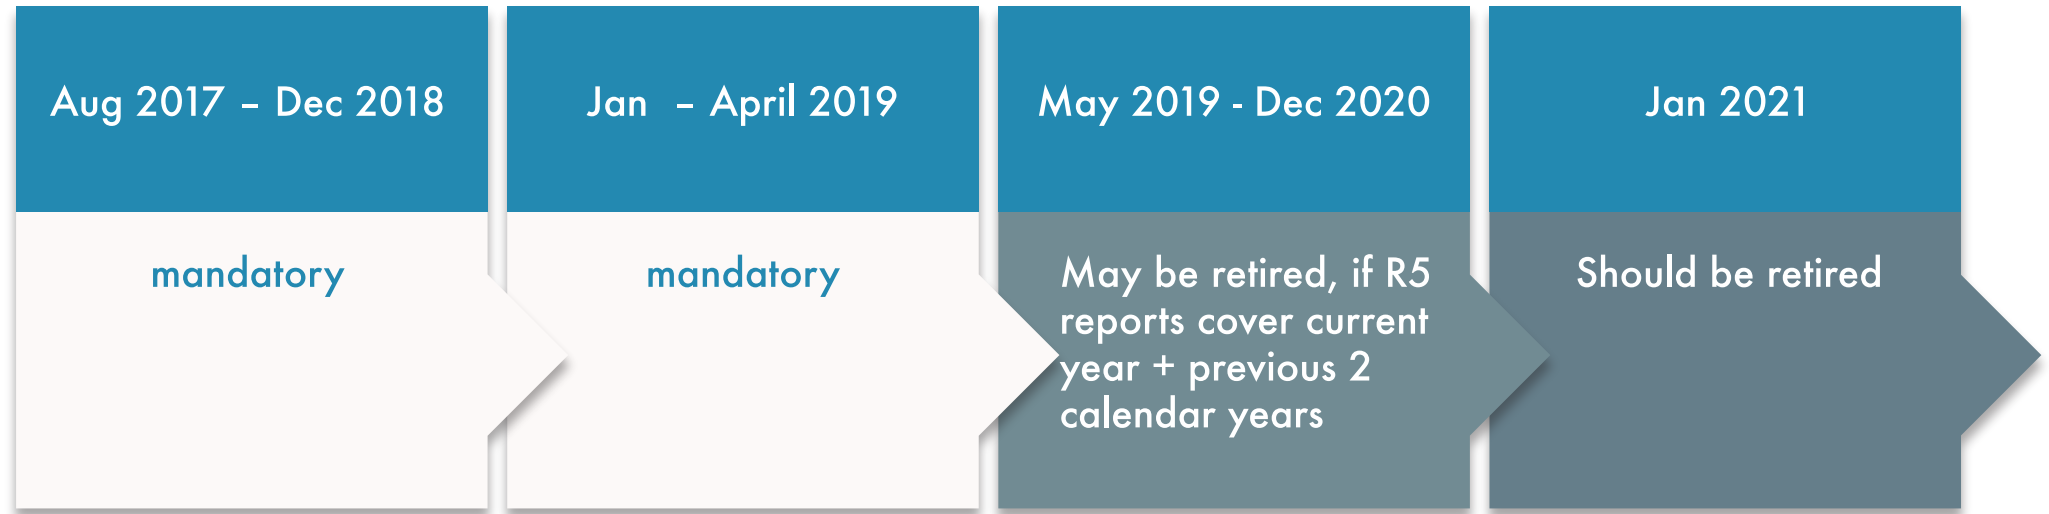 Aug 2017 – Dec 2018
mandatory
Jan – April 2019
mandatory
May 2019 - Dec 2020
May be retired, if R5
reports cover current
year + previous 2
calendar years
Jan 2021
Should be retired